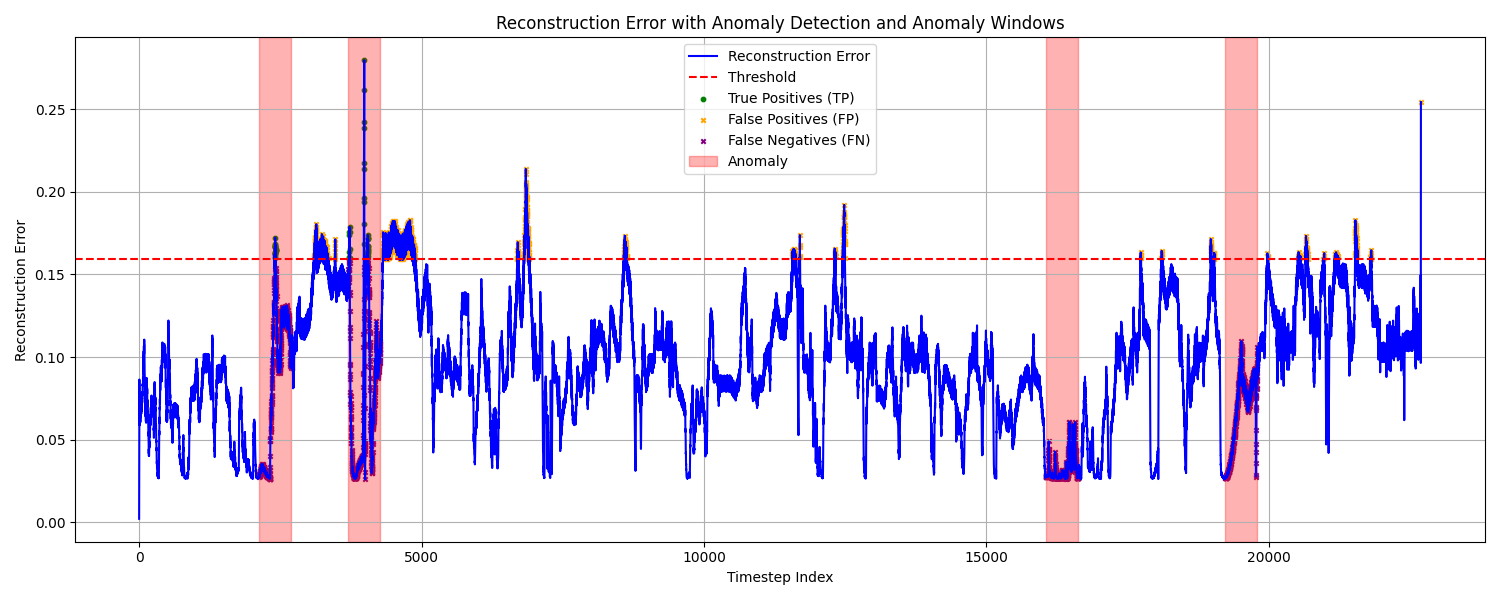 Reconstruction Error with Anomaly Detection and Anomaly Windows
Reconstruction Error
Threshold
True Positives (TP)
False Positives (FP)
False Negatives (FN)
Anomaly
Reconstruction Error
0.25
0.20
0.15
0.10
0.05
0.00
0
5000
10000
15000
20000
Timestep Index